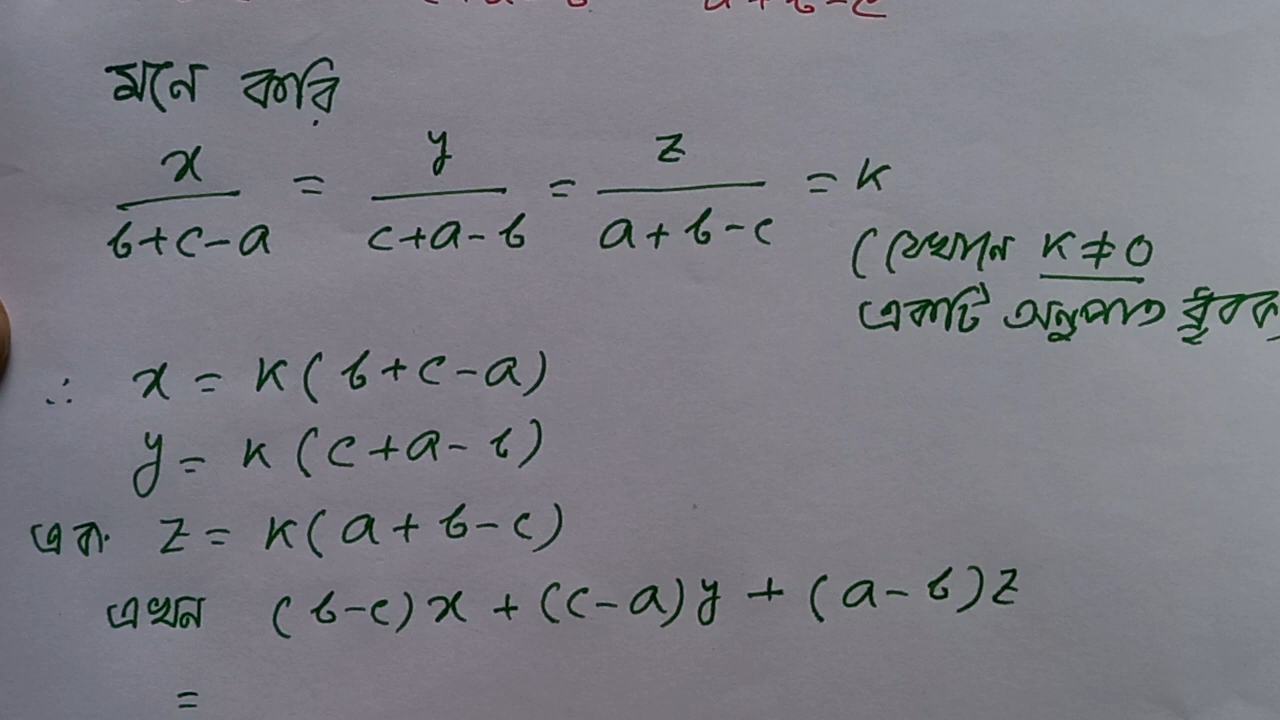 a+b-c
মনে করি
x/(b+c-a) = y/(c+a-b) = z/(a+b-c) = K
(যেখানে K≠0
একটি অনুপাত ধ্রুবক
∴ x = K(b+c-a)
y = K(c+a-b)
এবং z = K(a+b-c)
এখন (b-c)x + (c-a)y + (a-b)z
=